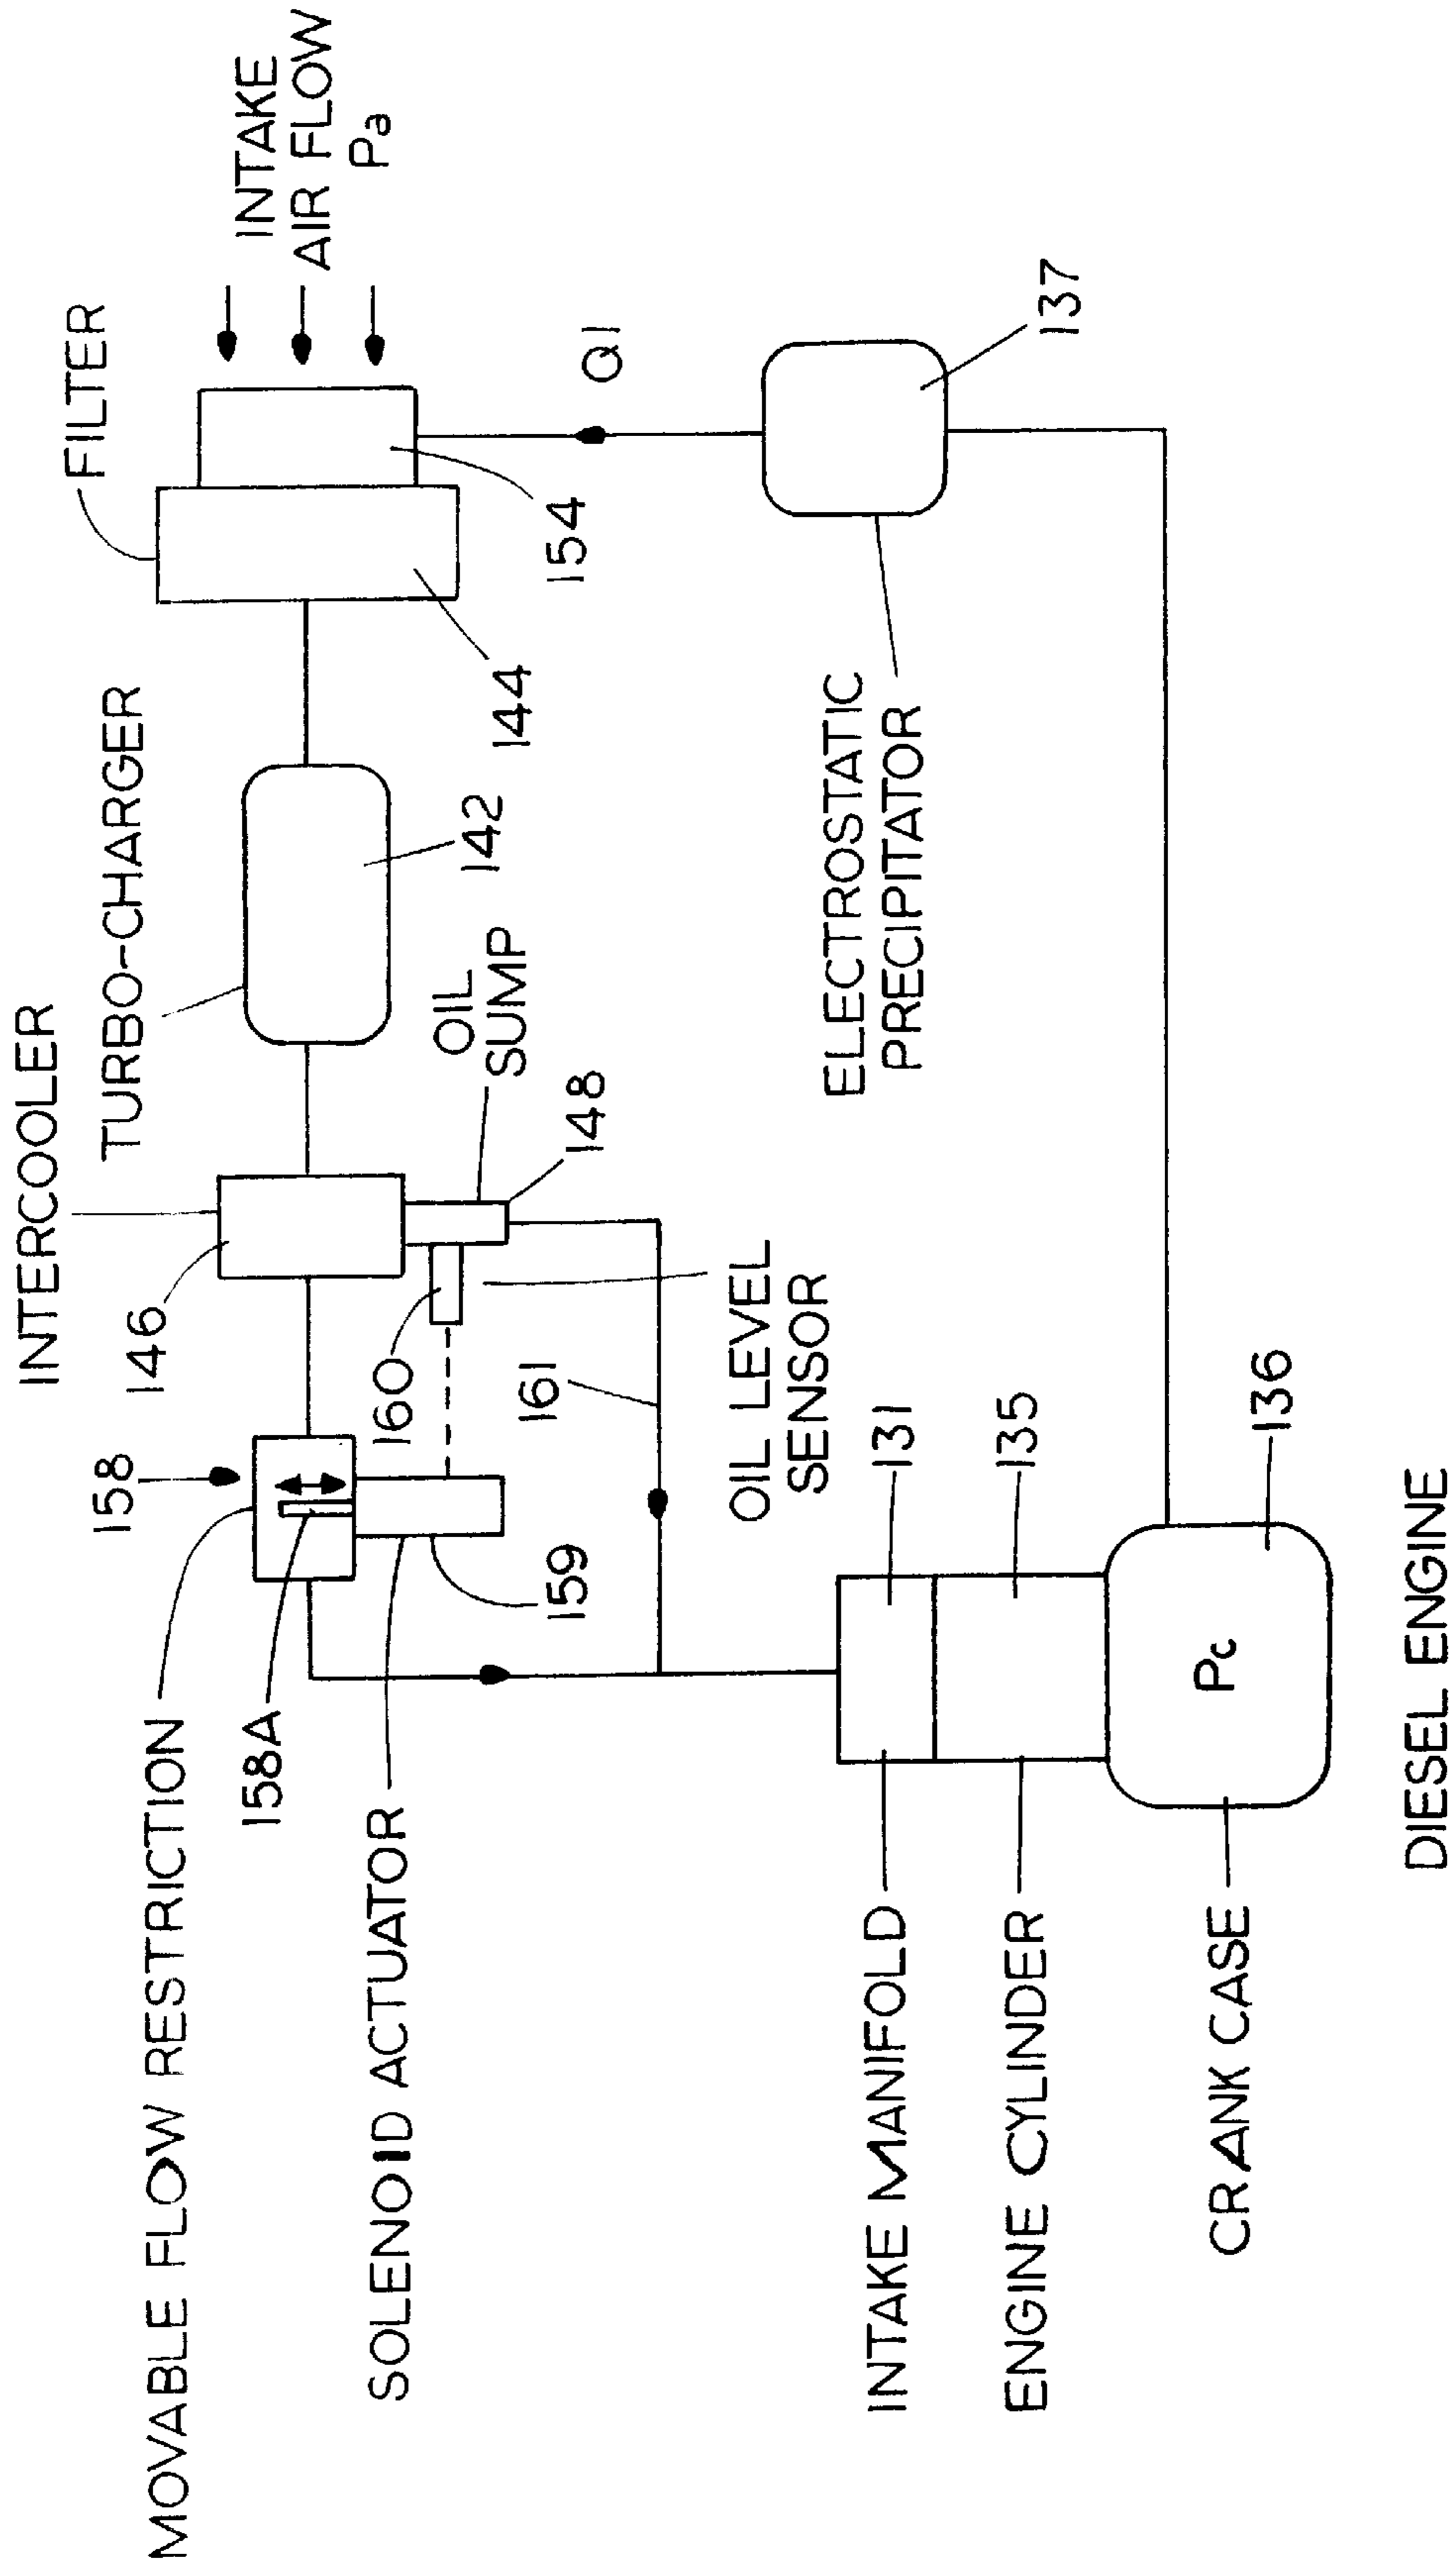 INTERCOOLER
TURBO-CHARGER
FILTER
INTAKE
AIR FLOW
Pa
MOVABLE FLOW RESTRICTION
158
146
158A
SOLENOID ACTUATOR
159
160
161
OIL
SUMP
148
142
144
154
Q1
OIL LEVEL
SENSOR
ELECTROSTATIC
PRECIPITATOR
137
INTAKE MANIFOLD
131
ENGINE CYLINDER
135
CRANK CASE
Pc
136
DIESEL ENGINE